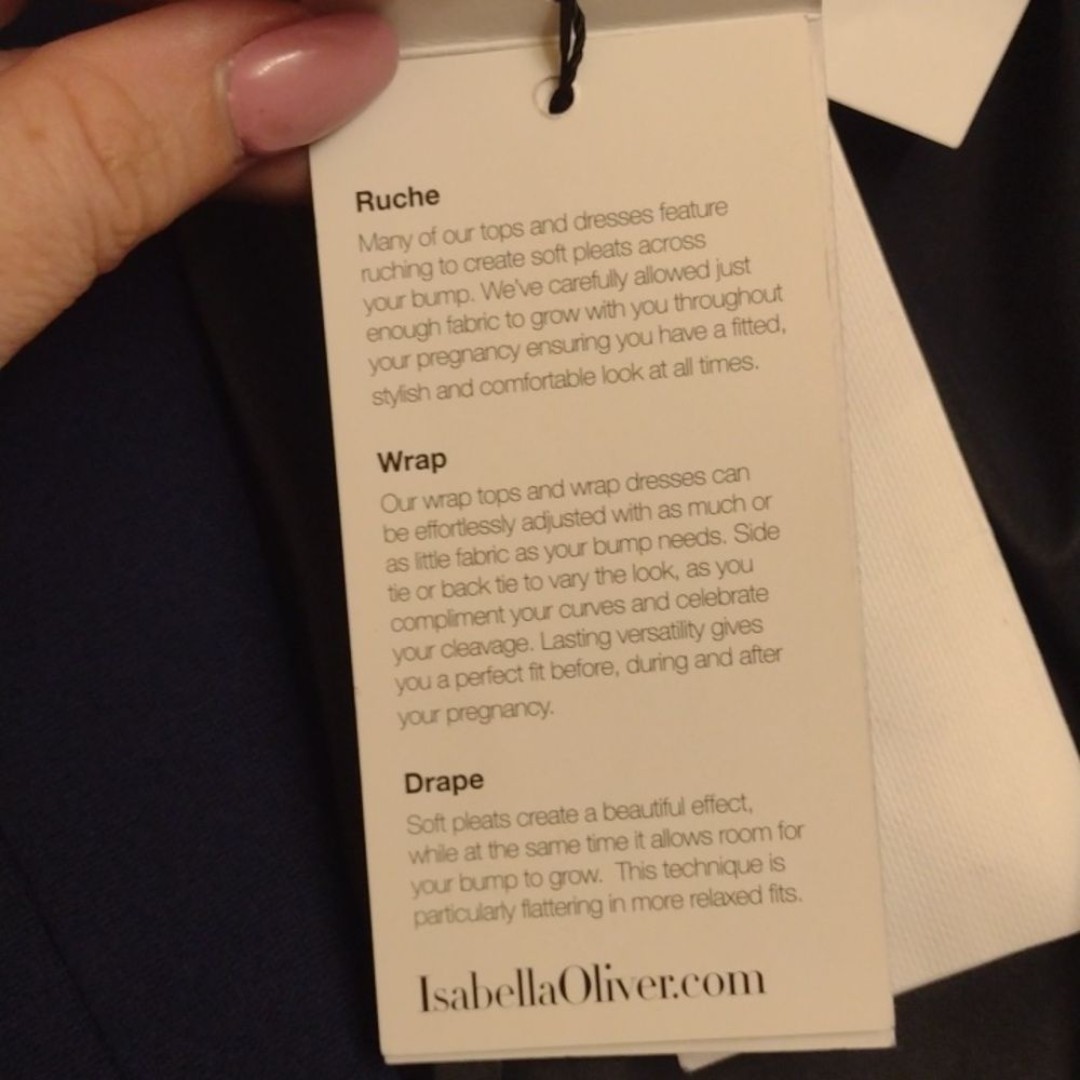 Ruche
Many of our tops and dresses feature
ruching to create soft pleats across
your bump. We've carefully allowed just
enough fabric to grow with you throughout
your pregnancy ensuring you have a fitted,
stylish and comfortable look at all times.
Wrap
Our wrap tops and wrap dresses can
be effortlessly adjusted with as much or
as little fabric as your bump needs. Side
tie or back tie to vary the look, as you
compliment your curves and celebrate
your cleavage. Lasting versatility gives
you a perfect fit before, during and after
your pregnancy.
Drape
Soft pleats create a beautiful effect,
while at the same time it allows room for
your bump to grow. This technique is
particularly flattering in more relaxed fits.
IsabellaOliver.com